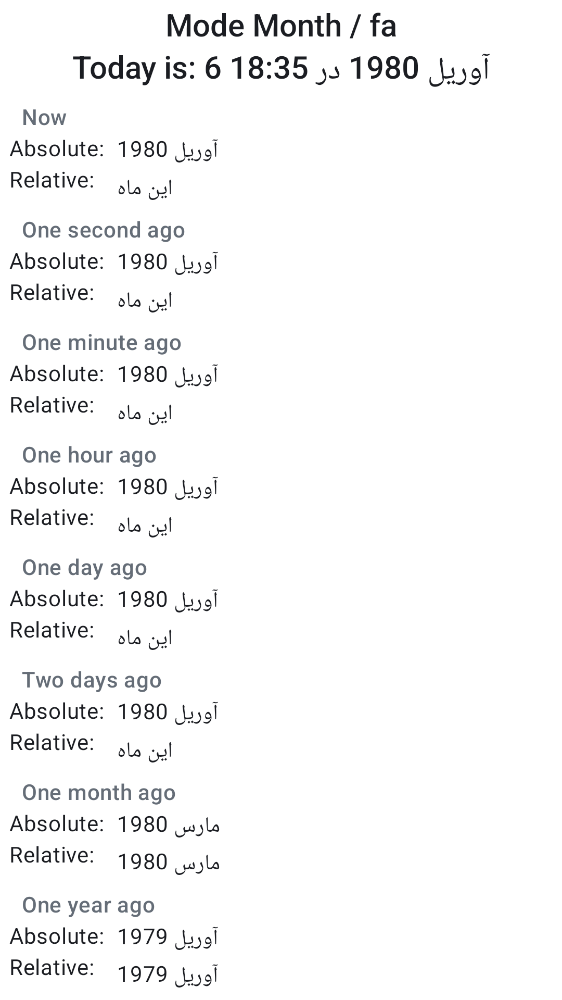 Mode Month / fa
Today is: 6 آوریل 1980 در 18:35
Now
Absolute: آوریل 1980
Relative: این ماه
One second ago
Absolute: آوریل 1980
Relative: این ماه
One minute ago
Absolute: آوریل 1980
Relative: این ماه
One hour ago
Absolute: آوریل 1980
Relative: این ماه
One day ago
Absolute: آوریل 1980
Relative: این ماه
Two days ago
Absolute: آوریل 1980
Relative: این ماه
One month ago
Absolute: مارس 1980
Relative: مارس 1980
One year ago
Absolute: آوریل 1979
Relative: آوریل 1979